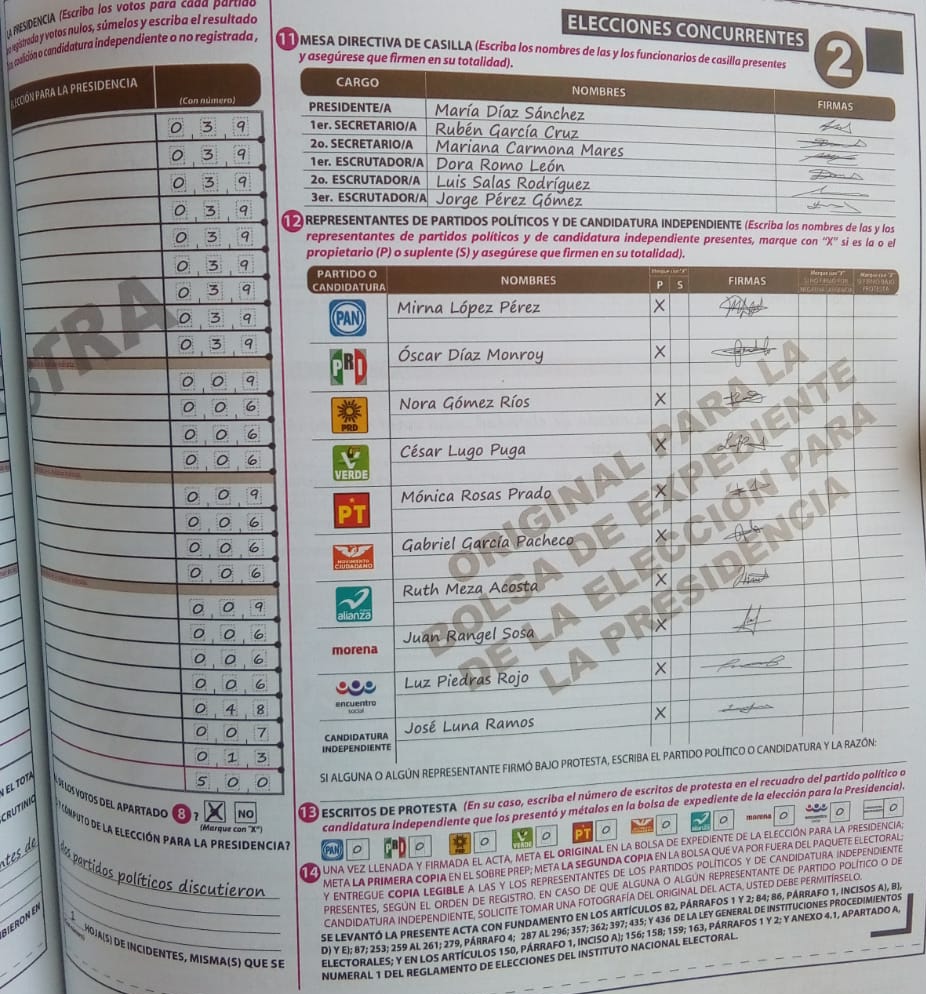 LA PRESIDENCIA (Escriba los votos para cada partido
registrada y votos nulos, súmelos y escriba el resultado
coalición o candidatura independiente o no registrada,
ELECCIÓN PARA LA PRESIDENCIA
(Con número)
0 3 9
0 3 9
0 3 9
0 3 9
0 3 9
0 3 9
0 3 9
0 3 9
0 3 9
0 0 9
0 0 6
0 0 6
0 0 6
0 0 9
0 0 6
0 0 6
0 0 6
0 0 9
0 0 6
0 0 6
0 0 6
0 4 8
0 0 7
0 1 3
5 0 0
DE LOS VOTOS DEL APARTADO 8 ? X NO
(Marque con "X")
CÓMPUTO DE LA ELECCIÓN PARA LA PRESIDENCIA?
dos partidos políticos discutieron
1
HOJA(S) DE INCIDENTES, MISMA(S) QUE SE
EN EL TOTA
SCRUTINIO
antes de
BIERON EN
ELECCIONES CONCURRENTES
2
11 MESA DIRECTIVA DE CASILLA (Escriba los nombres de las y los funcionarios de casilla presentes
y asegúrese que firmen en su totalidad).
CARGO NOMBRES FIRMAS
PRESIDENTE/A María Díaz Sánchez
1er. SECRETARIO/A Rubén García Cruz
2o. SECRETARIO/A Mariana Carmona Mares
1er. ESCRUTADOR/A Dora Romo León
2o. ESCRUTADOR/A Luis Salas Rodríguez
3er. ESCRUTADOR/A Jorge Pérez Gómez
12 REPRESENTANTES DE PARTIDOS POLÍTICOS Y DE CANDIDATURA INDEPENDIENTE (Escriba los nombres de las y los
representantes de partidos políticos y de candidatura independiente presentes, marque con "X" si es la o el
propietario (P) o suplente (S) y asegúrese que firmen en su totalidad).
PARTIDO O CANDIDATURA NOMBRES Marque con "X" P S FIRMAS
PAN Mirna López Pérez X
PRI Óscar Díaz Monroy X
PRD Nora Gómez Ríos X
VERDE César Lugo Puga X
PT Mónica Rosas Prado X
MOVIMIENTO CIUDADANO Gabriel García Pacheco X
alianza Ruth Meza Acosta X
morena Juan Rangel Sosa X
encuentro social Luz Piedras Rojo X
CANDIDATURA INDEPENDIENTE José Luna Ramos X
SI ALGUNA O ALGÚN REPRESENTANTE FIRMÓ BAJO PROTESTA, ESCRIBA EL PARTIDO POLÍTICO O CANDIDATURA Y LA RAZÓN:
STRA
ORIGINAL PARA LA
BOLSA DE EXPEDIENTE
DE LA ELECCIÓN PARA
LA PRESIDENCIA
13 ESCRITOS DE PROTESTA (En su caso, escriba el número de escritos de protesta en el recuadro del partido político o
candidatura independiente que los presentó y métalos en la bolsa de expediente de la elección para la Presidencia).
PAN 0 PRI 0 PRD 0 VERDE 0 PT 0 0 alianza 0 morena 0 0 0
14 UNA VEZ LLENADA Y FIRMADA EL ACTA, META EL ORIGINAL EN LA BOLSA DE EXPEDIENTE DE LA ELECCIÓN PARA LA PRESIDENCIA;
META LA PRIMERA COPIA EN EL SOBRE PREP; META LA SEGUNDA COPIA EN LA BOLSA QUE VA POR FUERA DEL PAQUETE ELECTORAL;
Y ENTREGUE COPIA LEGIBLE A LAS Y LOS REPRESENTANTES DE LOS PARTIDOS POLÍTICOS Y DE CANDIDATURA INDEPENDIENTE
PRESENTES, SEGÚN EL ORDEN DE REGISTRO. EN CASO DE QUE ALGUNA O ALGÚN REPRESENTANTE DE PARTIDO POLÍTICO O DE
CANDIDATURA INDEPENDIENTE, SOLICITE TOMAR UNA FOTOGRAFÍA DEL ORIGINAL DEL ACTA, USTED DEBE PERMITÍRSELO.
SE LEVANTÓ LA PRESENTE ACTA CON FUNDAMENTO EN LOS ARTÍCULOS 82, PÁRRAFOS 1 Y 2; 84; 86, PÁRRAFO 1, INCISOS A), B),
D) Y E); 87; 253; 259 AL 261; 279, PÁRRAFO 4; 287 AL 296; 357; 362; 397; 435; Y 436 DE LA LEY GENERAL DE INSTITUCIONES PROCEDIMIENTOS
ELECTORALES; Y EN LOS ARTÍCULOS 150, PÁRRAFO 1, INCISO A); 156; 158; 159; 163, PÁRRAFOS 1 Y 2; Y ANEXO 4.1, APARTADO A,
NUMERAL 1 DEL REGLAMENTO DE ELECCIONES DEL INSTITUTO NACIONAL ELECTORAL.